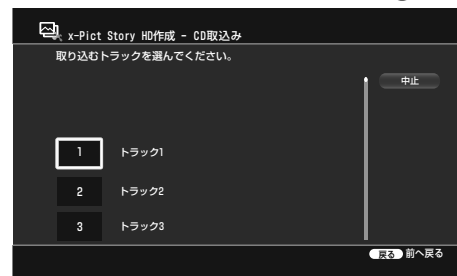 x-Pict Story HD作成 - CD取込み
取り込むトラックを選んでください。
中止
1 トラック1
2 トラック2
3 トラック3
戻る 前へ戻る